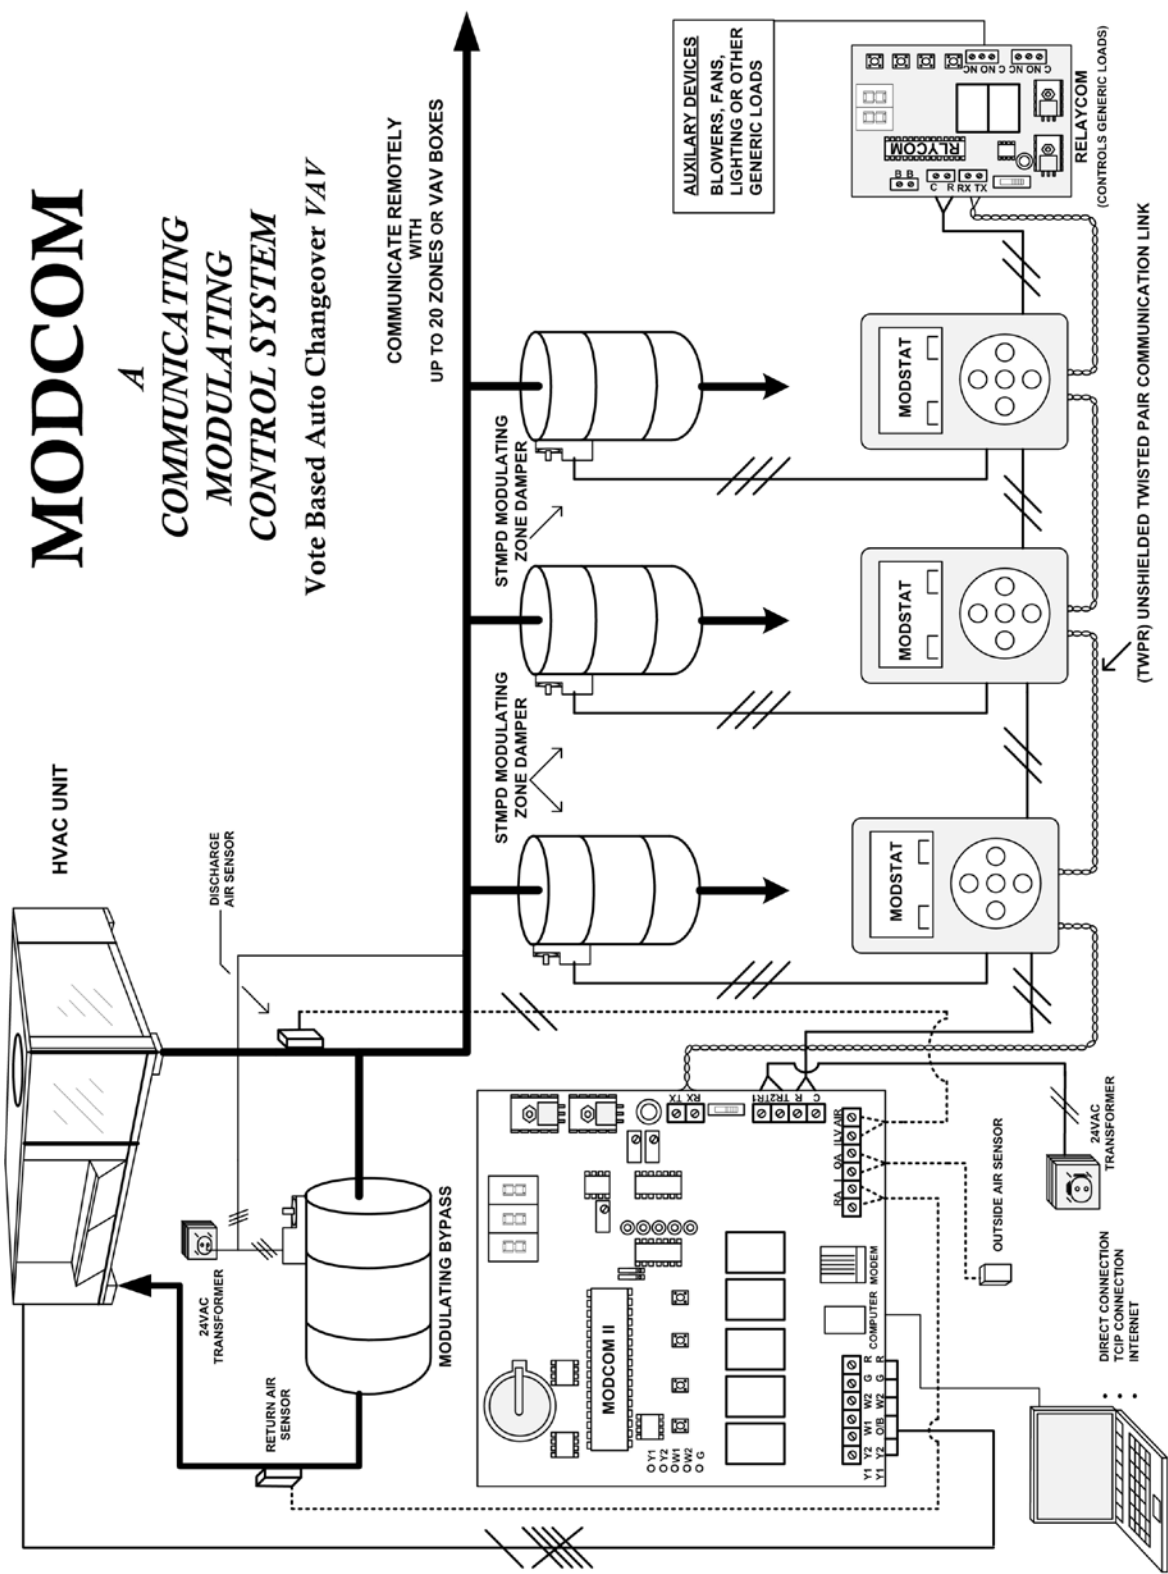 MODCOM
A
COMMUNICATING
MODULATING
CONTROL SYSTEM
Vote Based Auto Changeover VAV
HVAC UNIT
COMMUNICATE REMOTELY
WITH
UP TO 20 ZONES OR VAV BOXES
DISCHARGE
AIR SENSOR
24VAC
TRANSFORMER
RETURN AIR
SENSOR
MODULATING BYPASS
STMPD MODULATING
ZONE DAMPER
STMPD MODULATING
ZONE DAMPER
AUXILARY DEVICES
BLOWERS, FANS,
LIGHTING OR OTHER
GENERIC LOADS
C NO NC
C NO NC
RLYCOM
B B
C R RX TX
RELAYCOM
(CONTROLS GENERIC LOADS)
MODSTAT
MODSTAT
MODSTAT
(TWPR) UNSHIELDED TWISTED PAIR COMMUNICATION LINK
MODCOM II
Y1
Y2
W1
W2
G
TX
RX
TR2TR1
R
C
RA
OA
LV AIR
COMPUTER
MODEM
Y1 Y2 W1 W2 G R
Y1 Y2 O/B W2 G R
24VAC
TRANSFORMER
OUTSIDE AIR SENSOR
DIRECT CONNECTION
TCIP CONNECTION
INTERNET